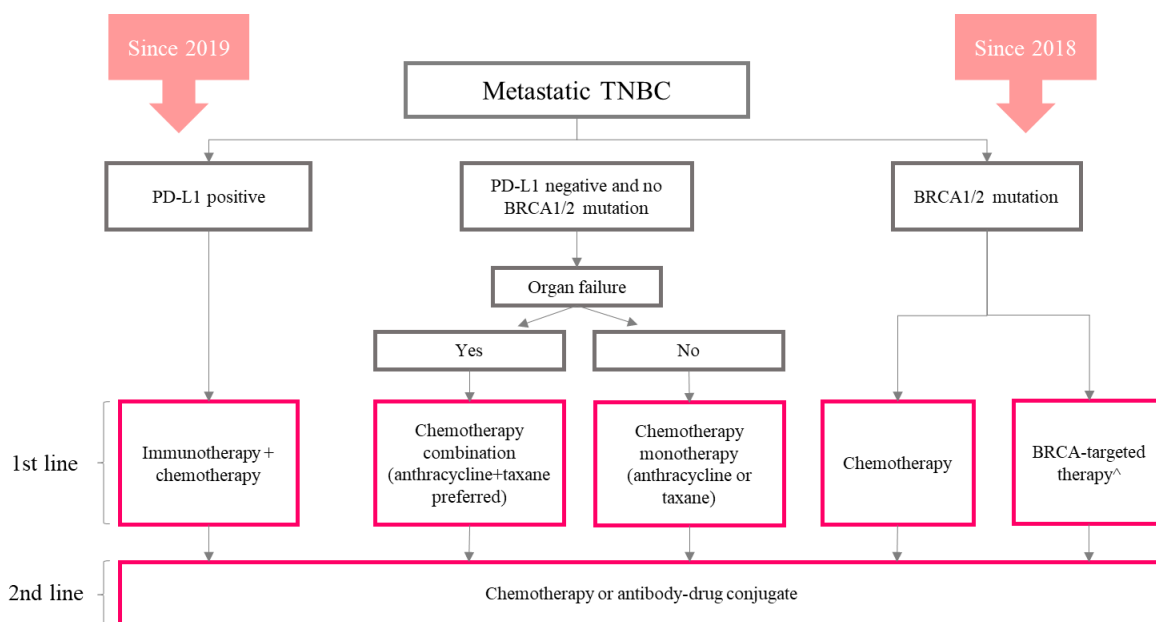 Since 2019
Since 2018
Metastatic TNBC
PD-L1 positive
PD-L1 negative and no
BRCA1/2 mutation
BRCA1/2 mutation
Organ failure
Yes
No
1st line
Immunotherapy +
chemotherapy
Chemotherapy
combination
(anthracycline+taxane
preferred)
Chemotherapy
monotherapy
(anthracycline or
taxane)
Chemotherapy
BRCA-targeted
therapy^
2nd line
Chemotherapy or antibody-drug conjugate